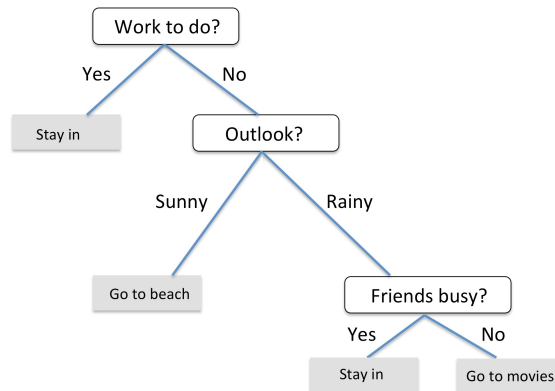 Work to do?
Yes
No
Stay in
Outlook?
Sunny
Rainy
Go to beach
Friends busy?
Yes
No
Stay in
Go to movies